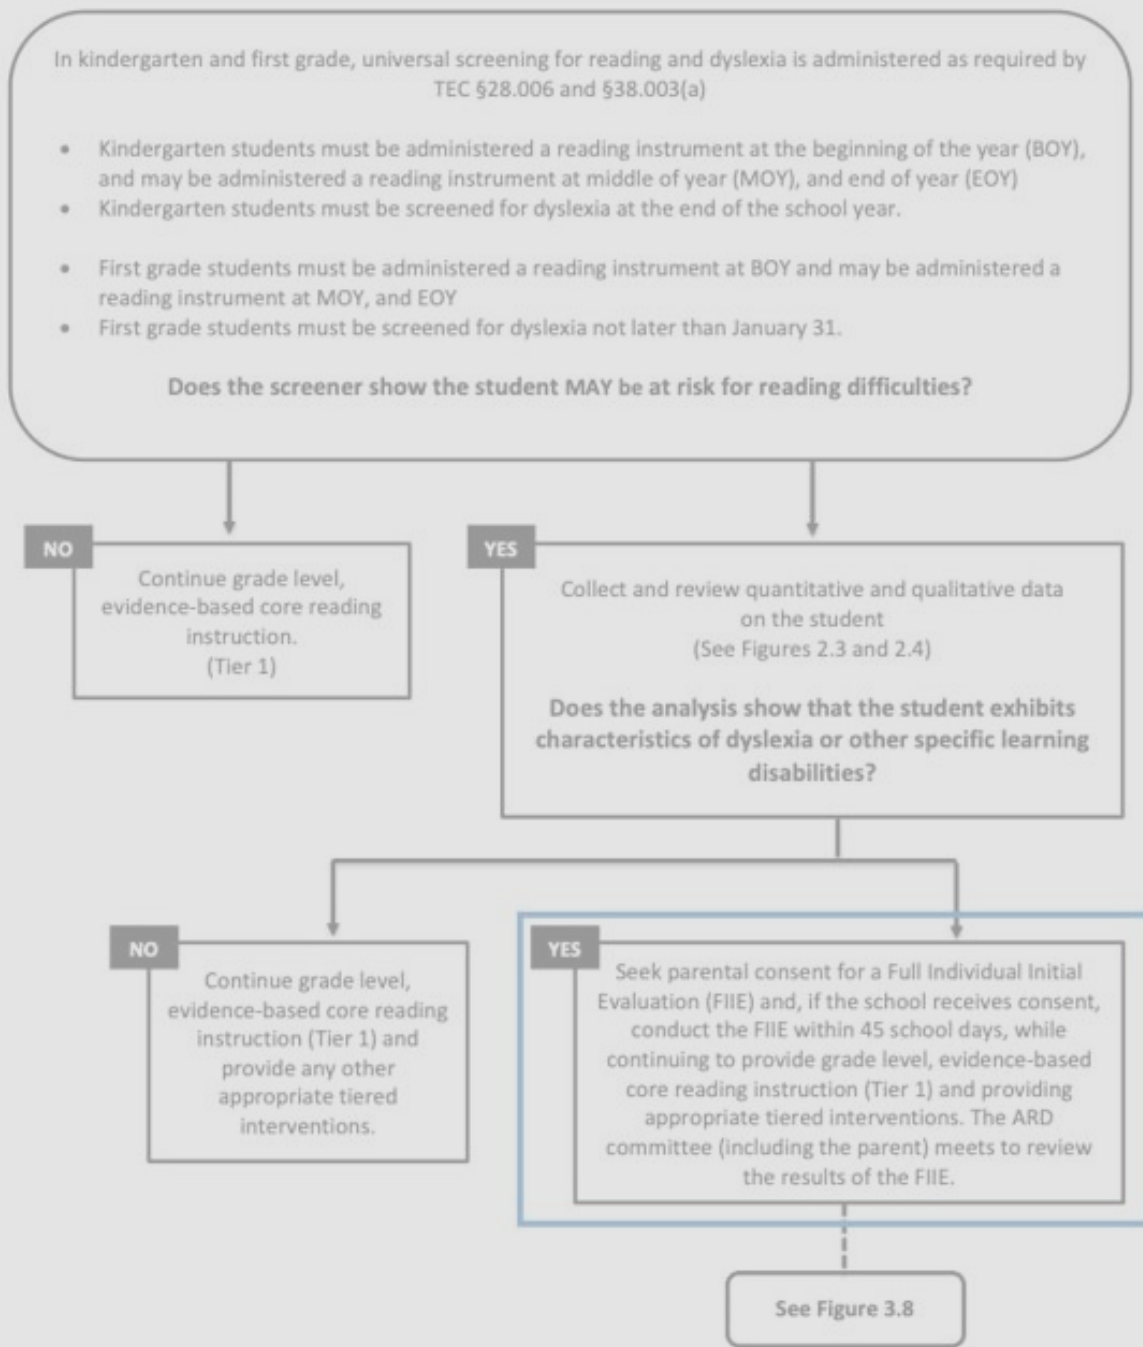 In kindergarten and first grade, universal screening for reading and dyslexia is administered as required by
TEC §28.006 and §38.003(a)
• Kindergarten students must be administered a reading instrument at the beginning of the year (BOY),
and may be administered a reading instrument at middle of year (MOY), and end of year (EOY)
• Kindergarten students must be screened for dyslexia at the end of the school year.
• First grade students must be administered a reading instrument at BOY and may be administered a
reading instrument at MOY, and EOY
• First grade students must be screened for dyslexia not later than January 31.
Does the screener show the student MAY be at risk for reading difficulties?
NO
Continue grade level,
evidence-based core reading
instruction.
(Tier 1)
YES
Collect and review quantitative and qualitative data
on the student
(See Figures 2.3 and 2.4)
Does the analysis show that the student exhibits
characteristics of dyslexia or other specific learning
disabilities?
NO
Continue grade level,
evidence-based core reading
instruction (Tier 1) and
provide any other
appropriate tiered
interventions.
YES
Seek parental consent for a Full Individual Initial
Evaluation (FIIE) and, if the school receives consent,
conduct the FIIE within 45 school days, while
continuing to provide grade level, evidence-based
core reading instruction (Tier 1) and providing
appropriate tiered interventions. The ARD
committee (including the parent) meets to review
the results of the FIIE.
See Figure 3.8